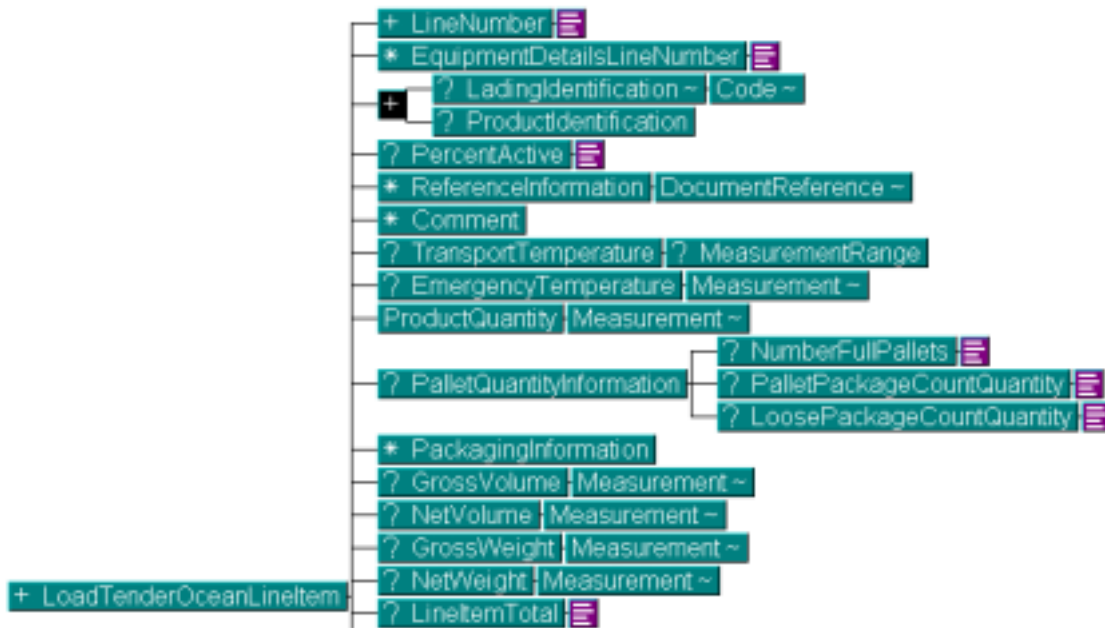 + LineNumber
* EquipmentDetailsLineNumber
? LadingIdentification ~ Code ~
+
? ProductIdentification
? PercentActive
* ReferenceInformation DocumentReference ~
* Comment
? TransportTemperature ? MeasurementRange
? EmergencyTemperature Measurement ~
ProductQuantity Measurement ~
? NumberFullPallets
? PalletQuantityInformation ? PalletPackageCountQuantity
? LoosePackageCountQuantity
* PackagingInformation
? GrossVolume Measurement ~
? NetVolume Measurement ~
? GrossWeight Measurement ~
? NetWeight Measurement ~
+ LoadTenderOceanLineItem
? LineItemTotal